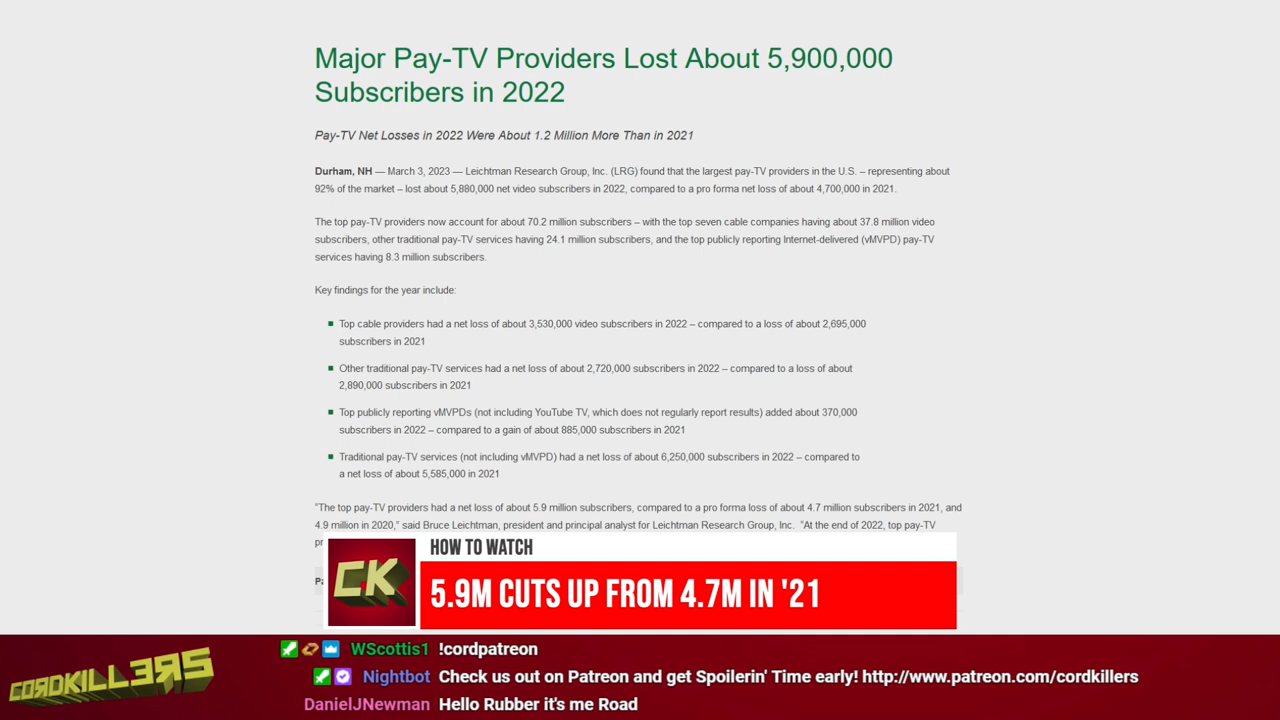 Major Pay-TV Providers Lost About 5,900,000
Subscribers in 2022
Pay-TV Net Losses in 2022 Were About 1.2 Million More Than in 2021
Durham, NH — March 3, 2023 — Leichtman Research Group, Inc. (LRG) found that the largest pay-TV providers in the U.S. – representing about
92% of the market – lost about 5,880,000 net video subscribers in 2022, compared to a pro forma net loss of about 4,700,000 in 2021.
The top pay-TV providers now account for about 70.2 million subscribers – with the top seven cable companies having about 37.8 million video
subscribers, other traditional pay-TV services having 24.1 million subscribers, and the top publicly reporting Internet-delivered (vMVPD) pay-TV
services having 8.3 million subscribers.
Key findings for the year include:
Top cable providers had a net loss of about 3,530,000 video subscribers in 2022 – compared to a loss of about 2,695,000
subscribers in 2021
Other traditional pay-TV services had a net loss of about 2,720,000 subscribers in 2022 – compared to a loss of about
2,890,000 subscribers in 2021
Top publicly reporting vMVPDs (not including YouTube TV, which does not regularly report results) added about 370,000
subscribers in 2022 – compared to a gain of about 885,000 subscribers in 2021
Traditional pay-TV services (not including vMVPD) had a net loss of about 6,250,000 subscribers in 2022 – compared to
a net loss of about 5,585,000 in 2021
"The top pay-TV providers had a net loss of about 5.9 million subscribers, compared to a pro forma loss of about 4.7 million subscribers in 2021, and
4.9 million in 2020," said Bruce Leichtman, president and principal analyst for Leichtman Research Group, Inc. "At the end of 2022, top pay-TV
CK
HOW TO WATCH
5.9M CUTS UP FROM 4.7M IN '21
CORDKILLERS
WScottis1 !cordpatreon
Nightbot Check us out on Patreon and get Spoilerin' Time early! http://www.patreon.com/cordkillers
DanielJNewman Hello Rubber it's me Road